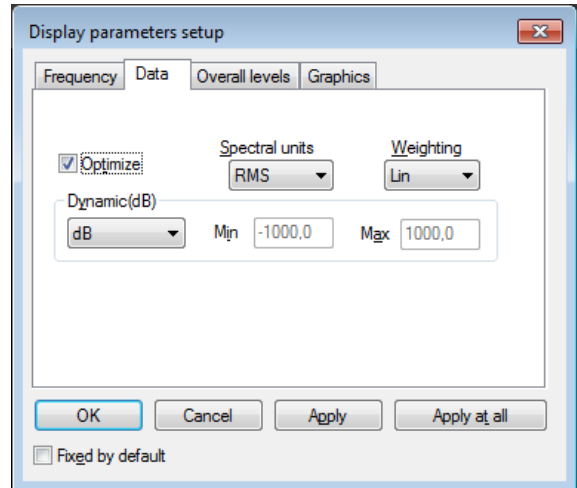 Display parameters setup
Frequency Data Overall levels Graphics
Spectral units Weighting
Optimize RMS Lin
Dynamic(dB)
dB Min -1000,0 Max 1000,0
OK Cancel Apply Apply at all
Fixed by default